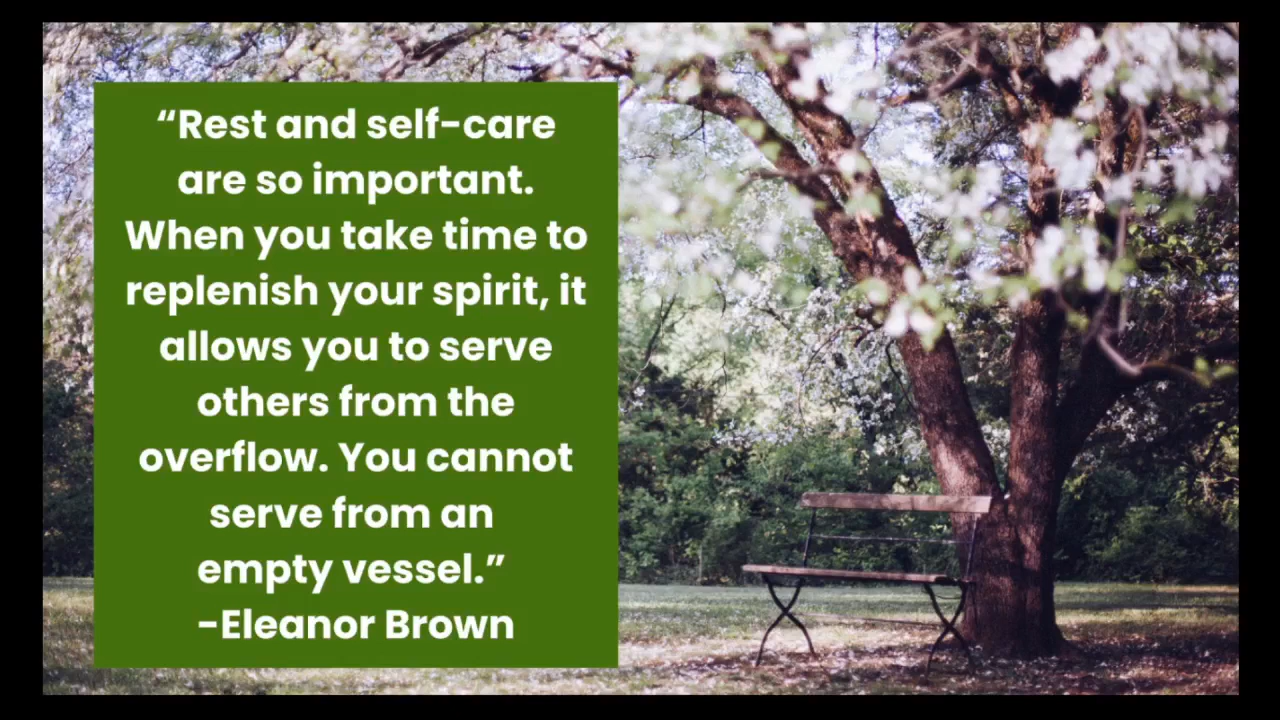 “Rest and self-care
are so important.
When you take time to
replenish your spirit, it
allows you to serve
others from the
overflow. You cannot
serve from an
empty vessel.”
-Eleanor Brown